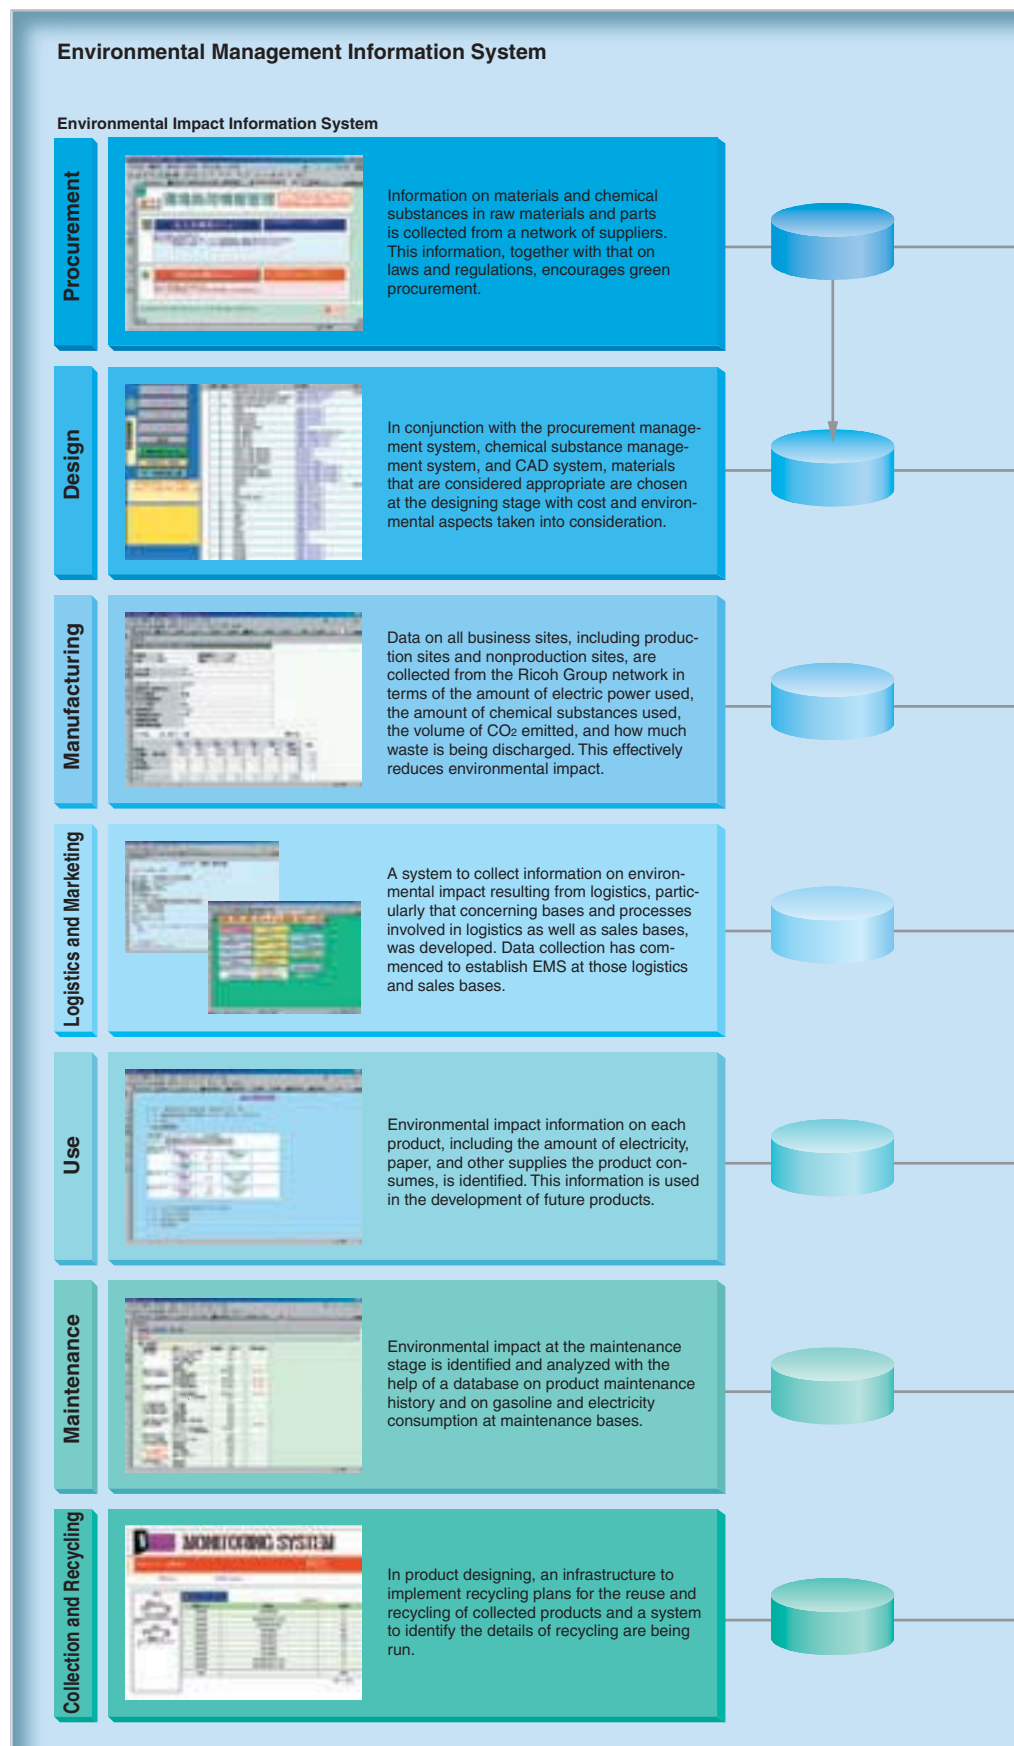 Environmental Management Information System
Environmental Impact Information System
Procurement
Information on materials and chemical
substances in raw materials and parts
is collected from a network of suppliers.
This information, together with that on
laws and regulations, encourages green
procurement.
Design
In conjunction with the procurement manage-
ment system, chemical substance manage-
ment system, and CAD system, materials
that are considered appropriate are chosen
at the designing stage with cost and environ-
mental aspects taken into consideration.
Manufacturing
Data on all business sites, including produc-
tion sites and nonproduction sites, are
collected from the Ricoh Group network in
terms of the amount of electric power used,
the amount of chemical substances used,
the volume of CO2 emitted, and how much
waste is being discharged. This effectively
reduces environmental impact.
Logistics and Marketing
A system to collect information on environ-
mental impact resulting from logistics, partic-
ularly that concerning bases and processes
involved in logistics as well as sales bases,
was developed. Data collection has com-
menced to establish EMS at those logistics
and sales bases.
Use
Environmental impact information on each
product, including the amount of electricity,
paper, and other supplies the product con-
sumes, is identified. This information is used
in the development of future products.
Maintenance
Environmental impact at the maintenance
stage is identified and analyzed with the
help of a database on product maintenance
history and on gasoline and electricity
consumption at maintenance bases.
Collection and Recycling
MONITORING SYSTEM
In product designing, an infrastructure to
implement recycling plans for the reuse and
recycling of collected products and a system
to identify the details of recycling are being
run.